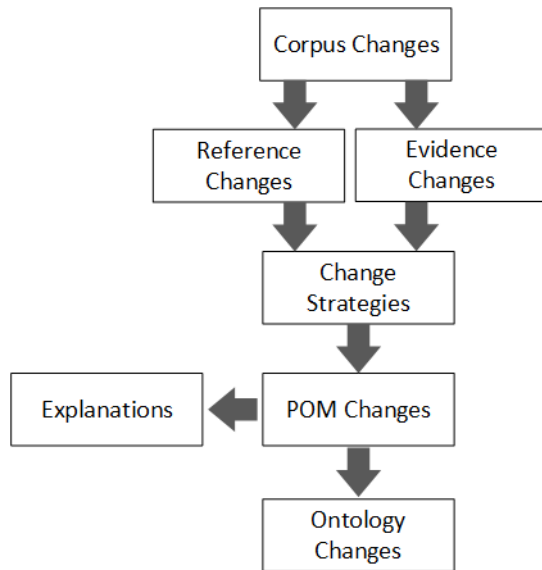 Corpus Changes
Reference
Changes
Evidence
Changes
Change
Strategies
Explanations
POM Changes
Ontology
Changes